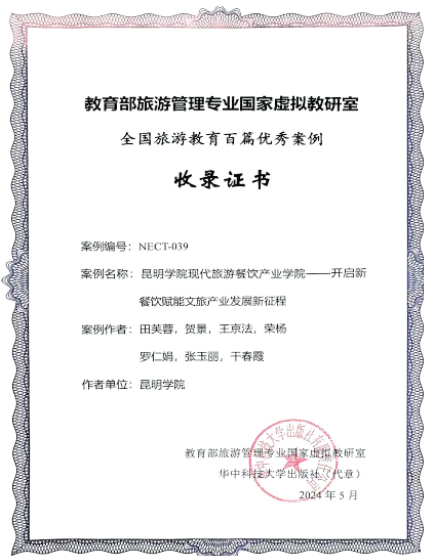 教育部旅游管理专业国家虚拟教研室
全国旅游教育百篇优秀案例
收录证书
案例编号：NECT-039
案例名称：昆明学院现代旅游餐饮产业学院——开启新
餐饮赋能文旅产业发展新征程
案例作者：田芙蓉，贺景，王京法，荣杨
罗仁娟，张玉丽，干春霞
作者单位：昆明学院
教育部旅游管理专业国家虚拟教研室
华中科技大学出版社（代章）
2024年5月